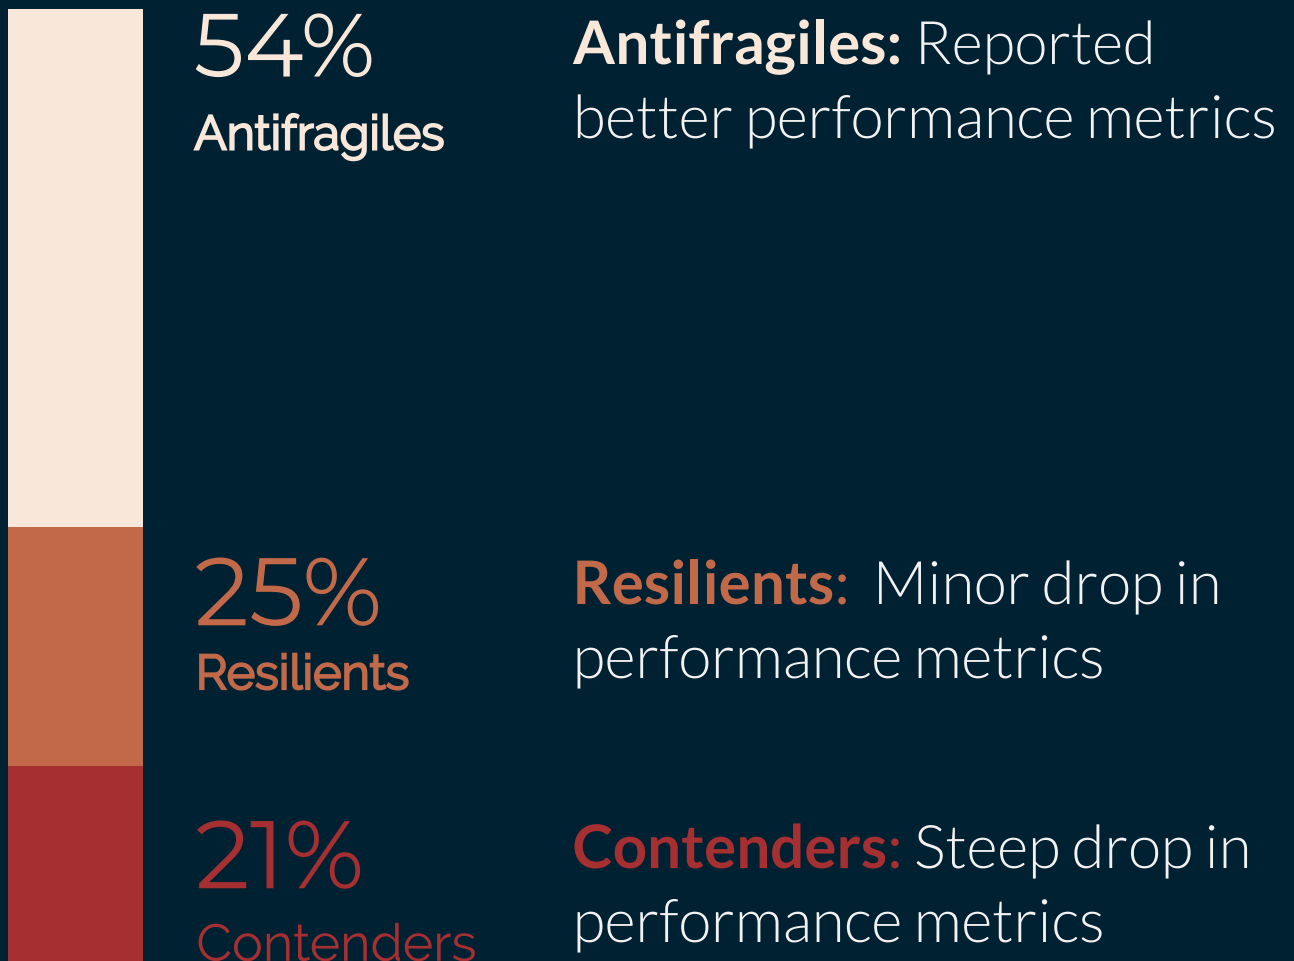 54%
Antifragiles
Antifragiles: Reported
better performance metrics
25%
Resilients
Resilients: Minor drop in
performance metrics
21%
Contenders
Contenders: Steep drop in
performance metrics